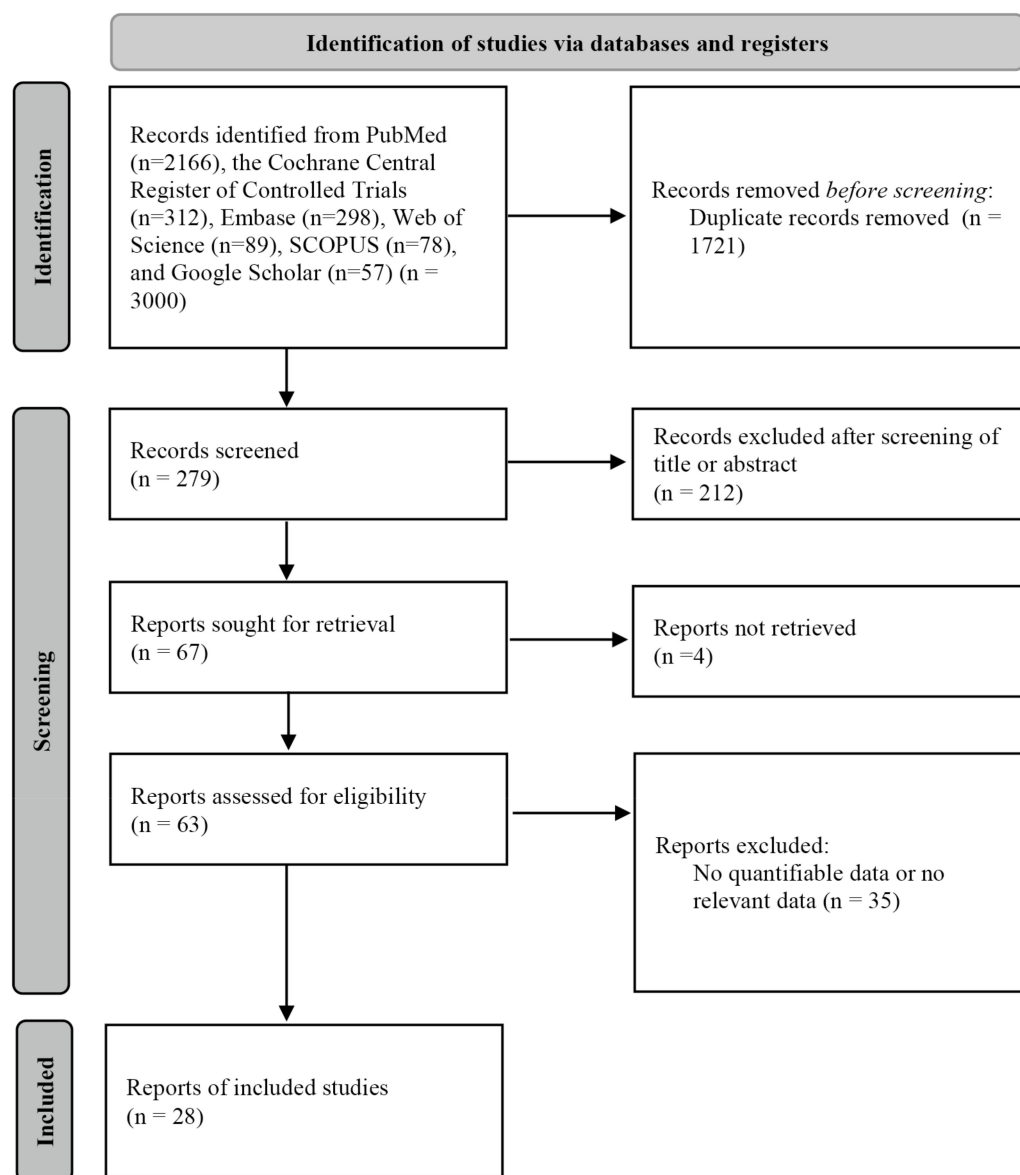 Identification of studies via databases and registers
Identification
Records identified from PubMed
(n=2166), the Cochrane Central
Register of Controlled Trials
(n=312), Embase (n=298), Web of
Science (n=89), SCOPUS (n=78),
and Google Scholar (n=57) (n =
3000)
Records removed before screening:
Duplicate records removed (n =
1721)
Screening
Records screened
(n = 279)
Records excluded after screening of
title or abstract
(n = 212)
Reports sought for retrieval
(n = 67)
Reports not retrieved
(n =4)
Reports assessed for eligibility
(n = 63)
Reports excluded:
No quantifiable data or no
relevant data (n = 35)
Included
Reports of included studies
(n = 28)